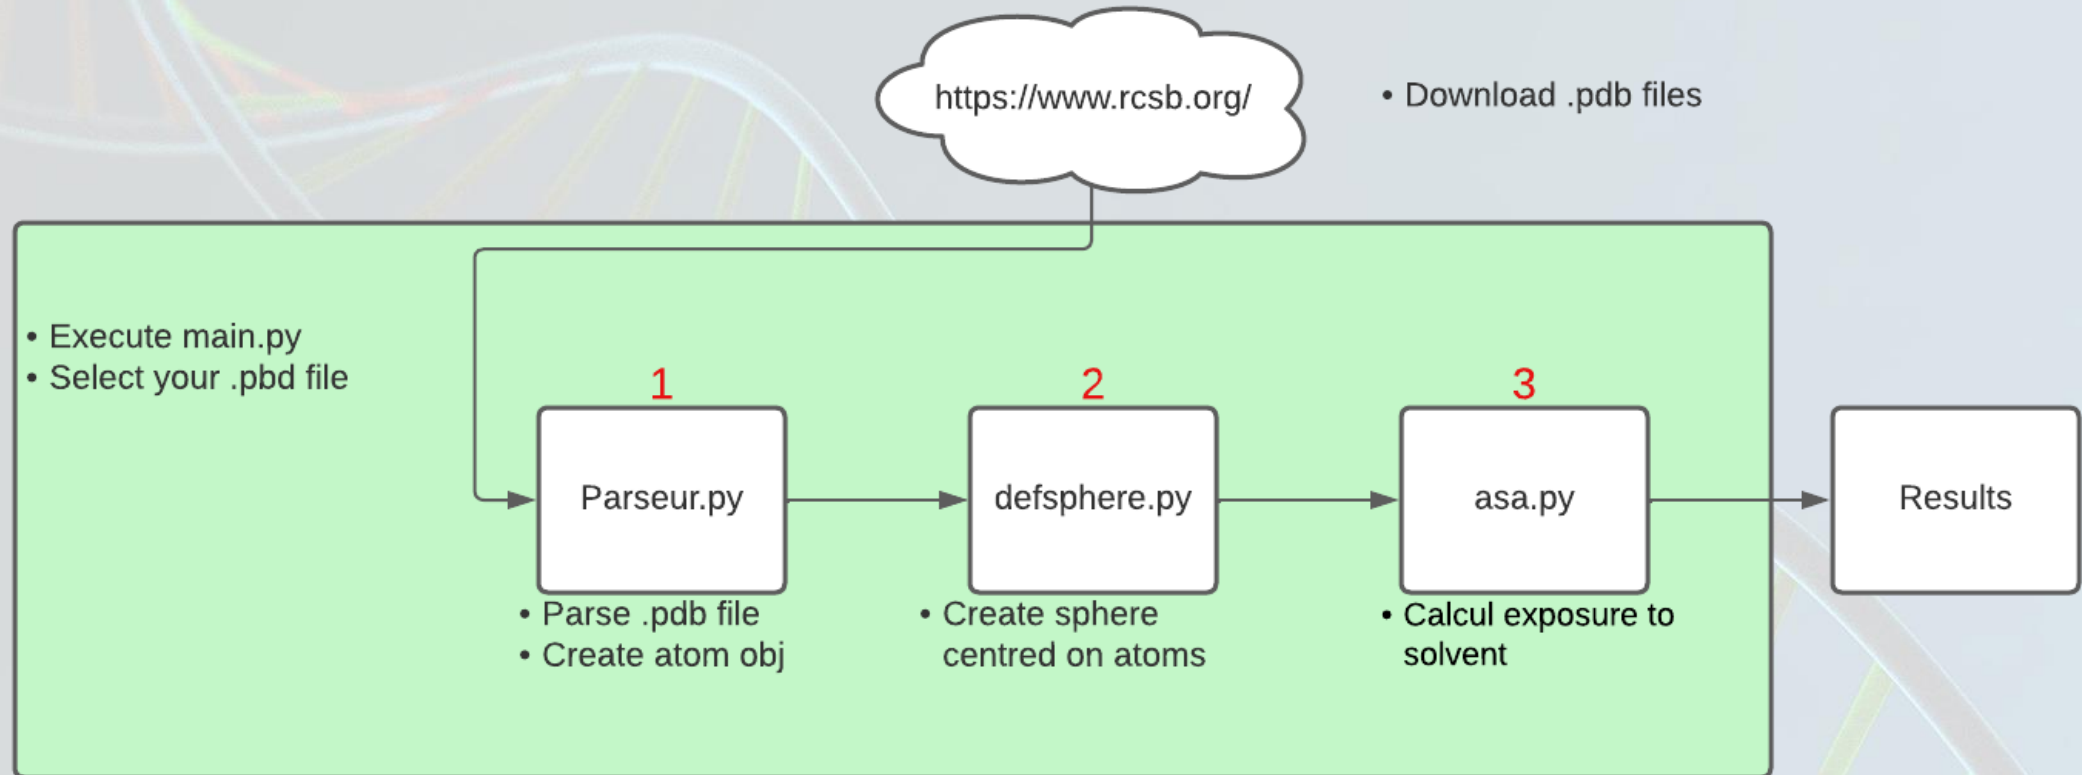 https://www.rcsb.org/
• Download .pdb files
• Execute main.py
• Select your .pbd file
1
2
3
Parseur.py
defsphere.py
asa.py
Results
• Parse .pdb file
• Create atom obj
• Create sphere
centred on atoms
• Calcul exposure to
solvent